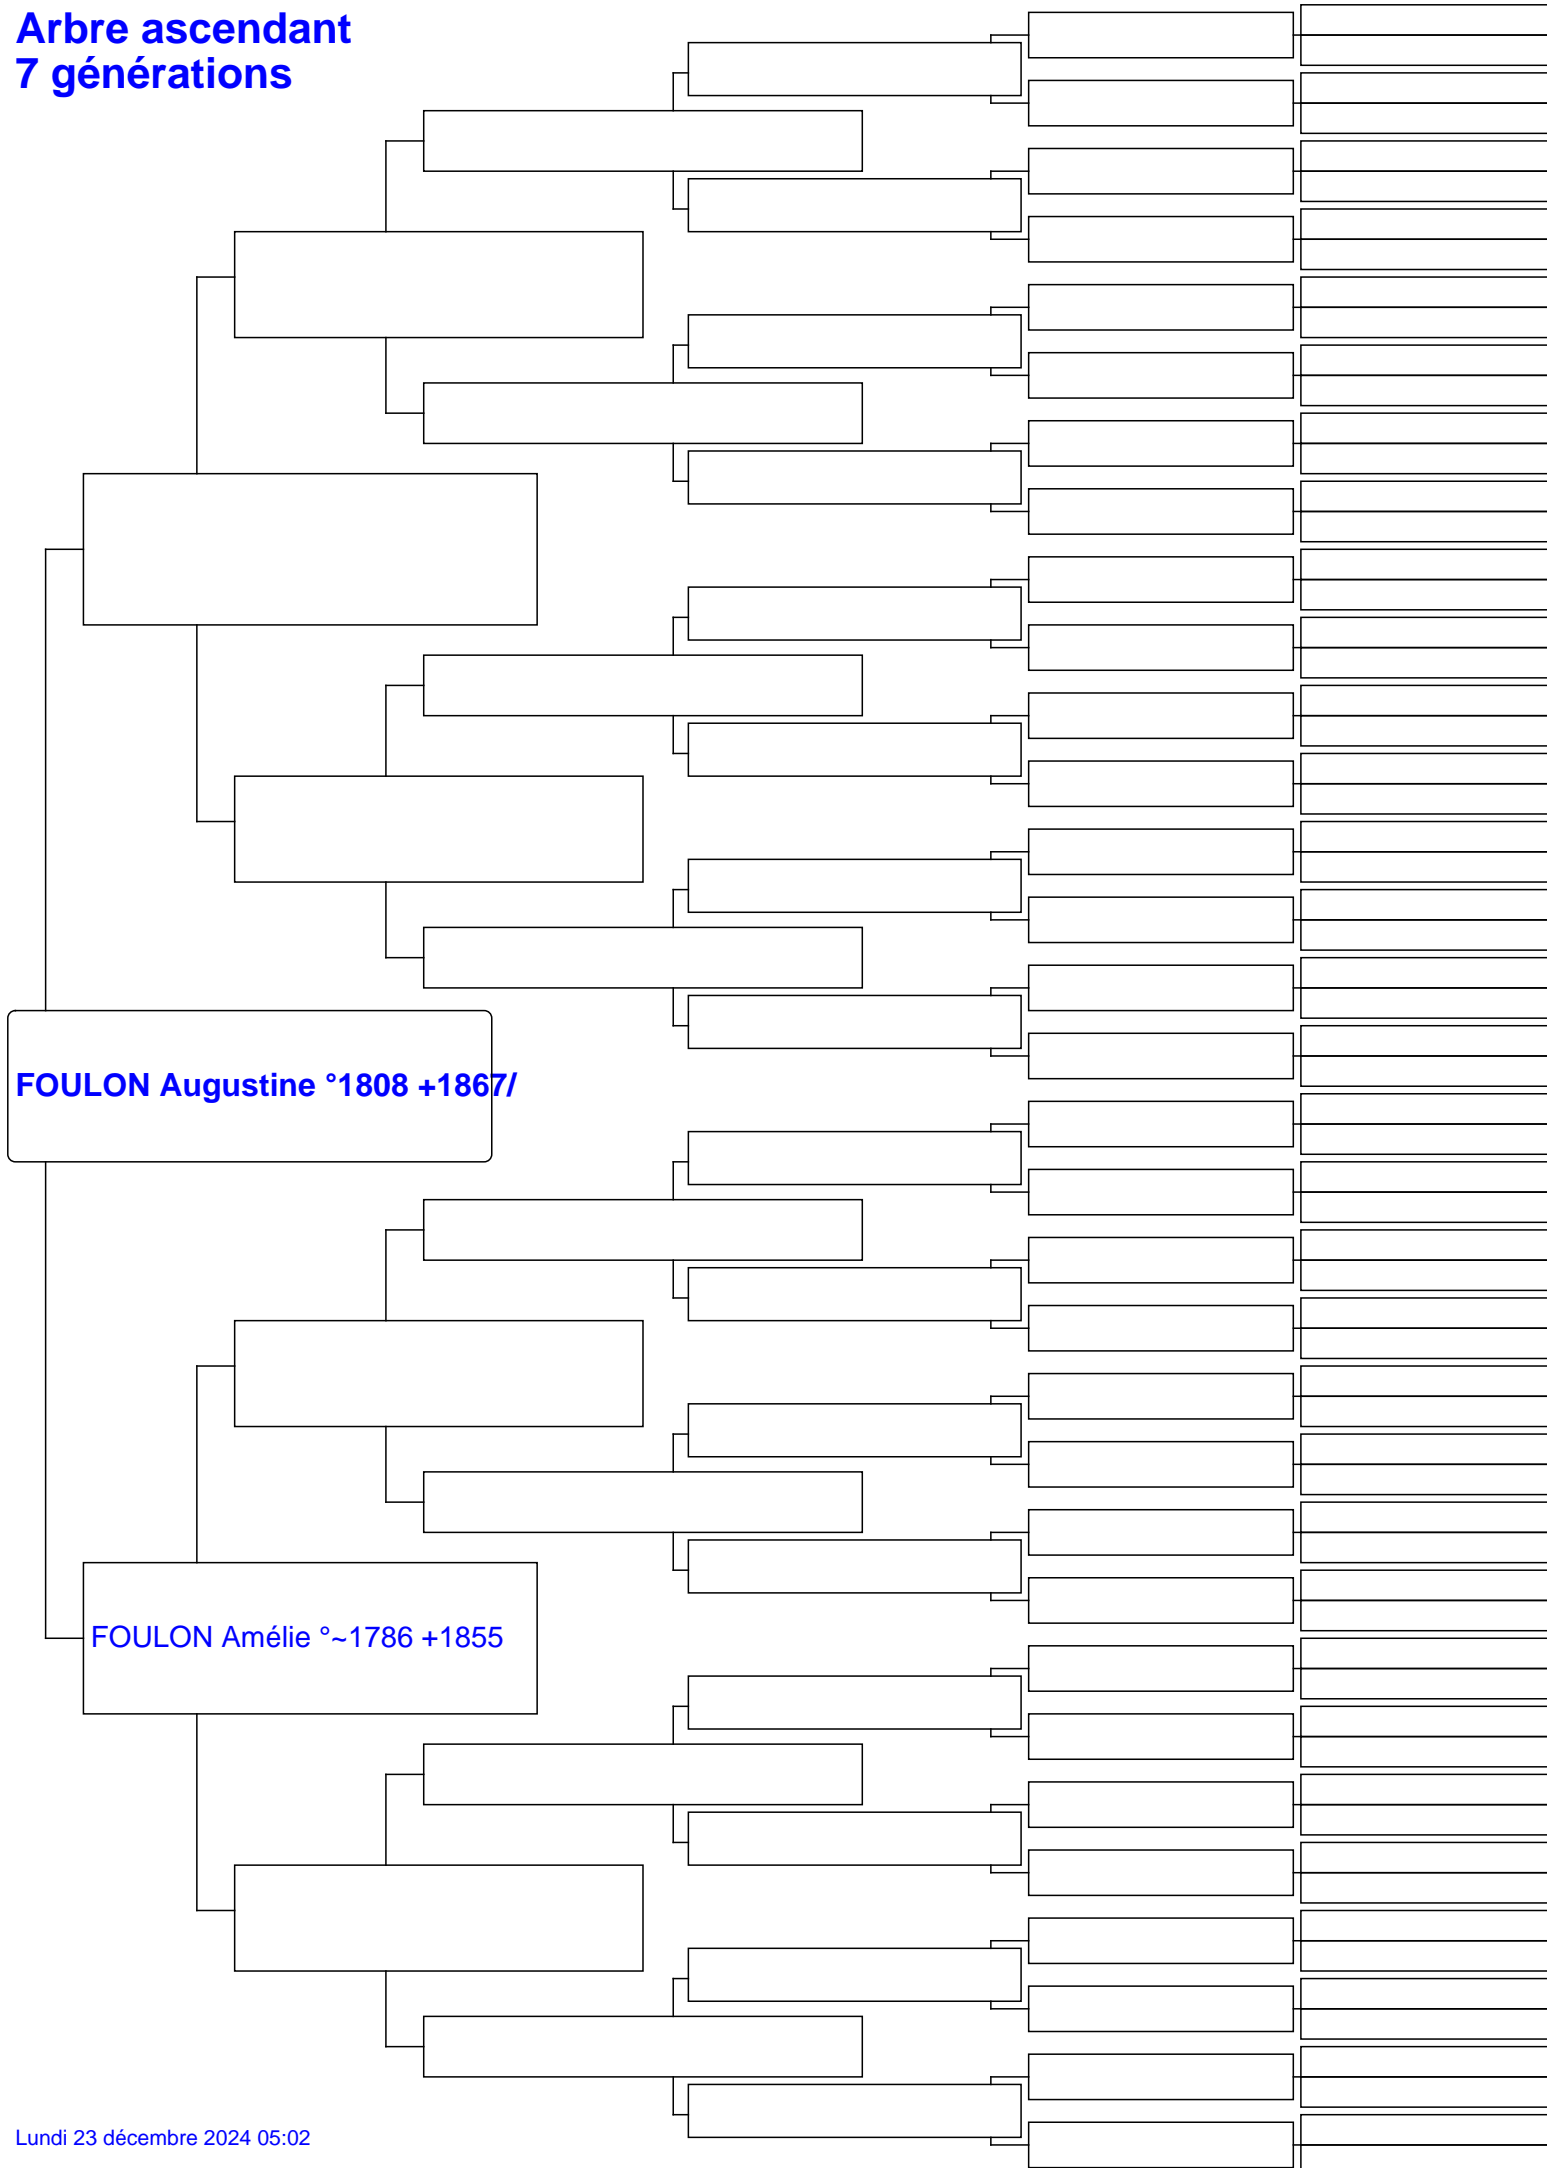 Arbre ascendant
7 générations
FOULON Augustine °1808 +1867/
FOULON Amélie °~1786 +1855
Lundi 23 décembre 2024 05:02